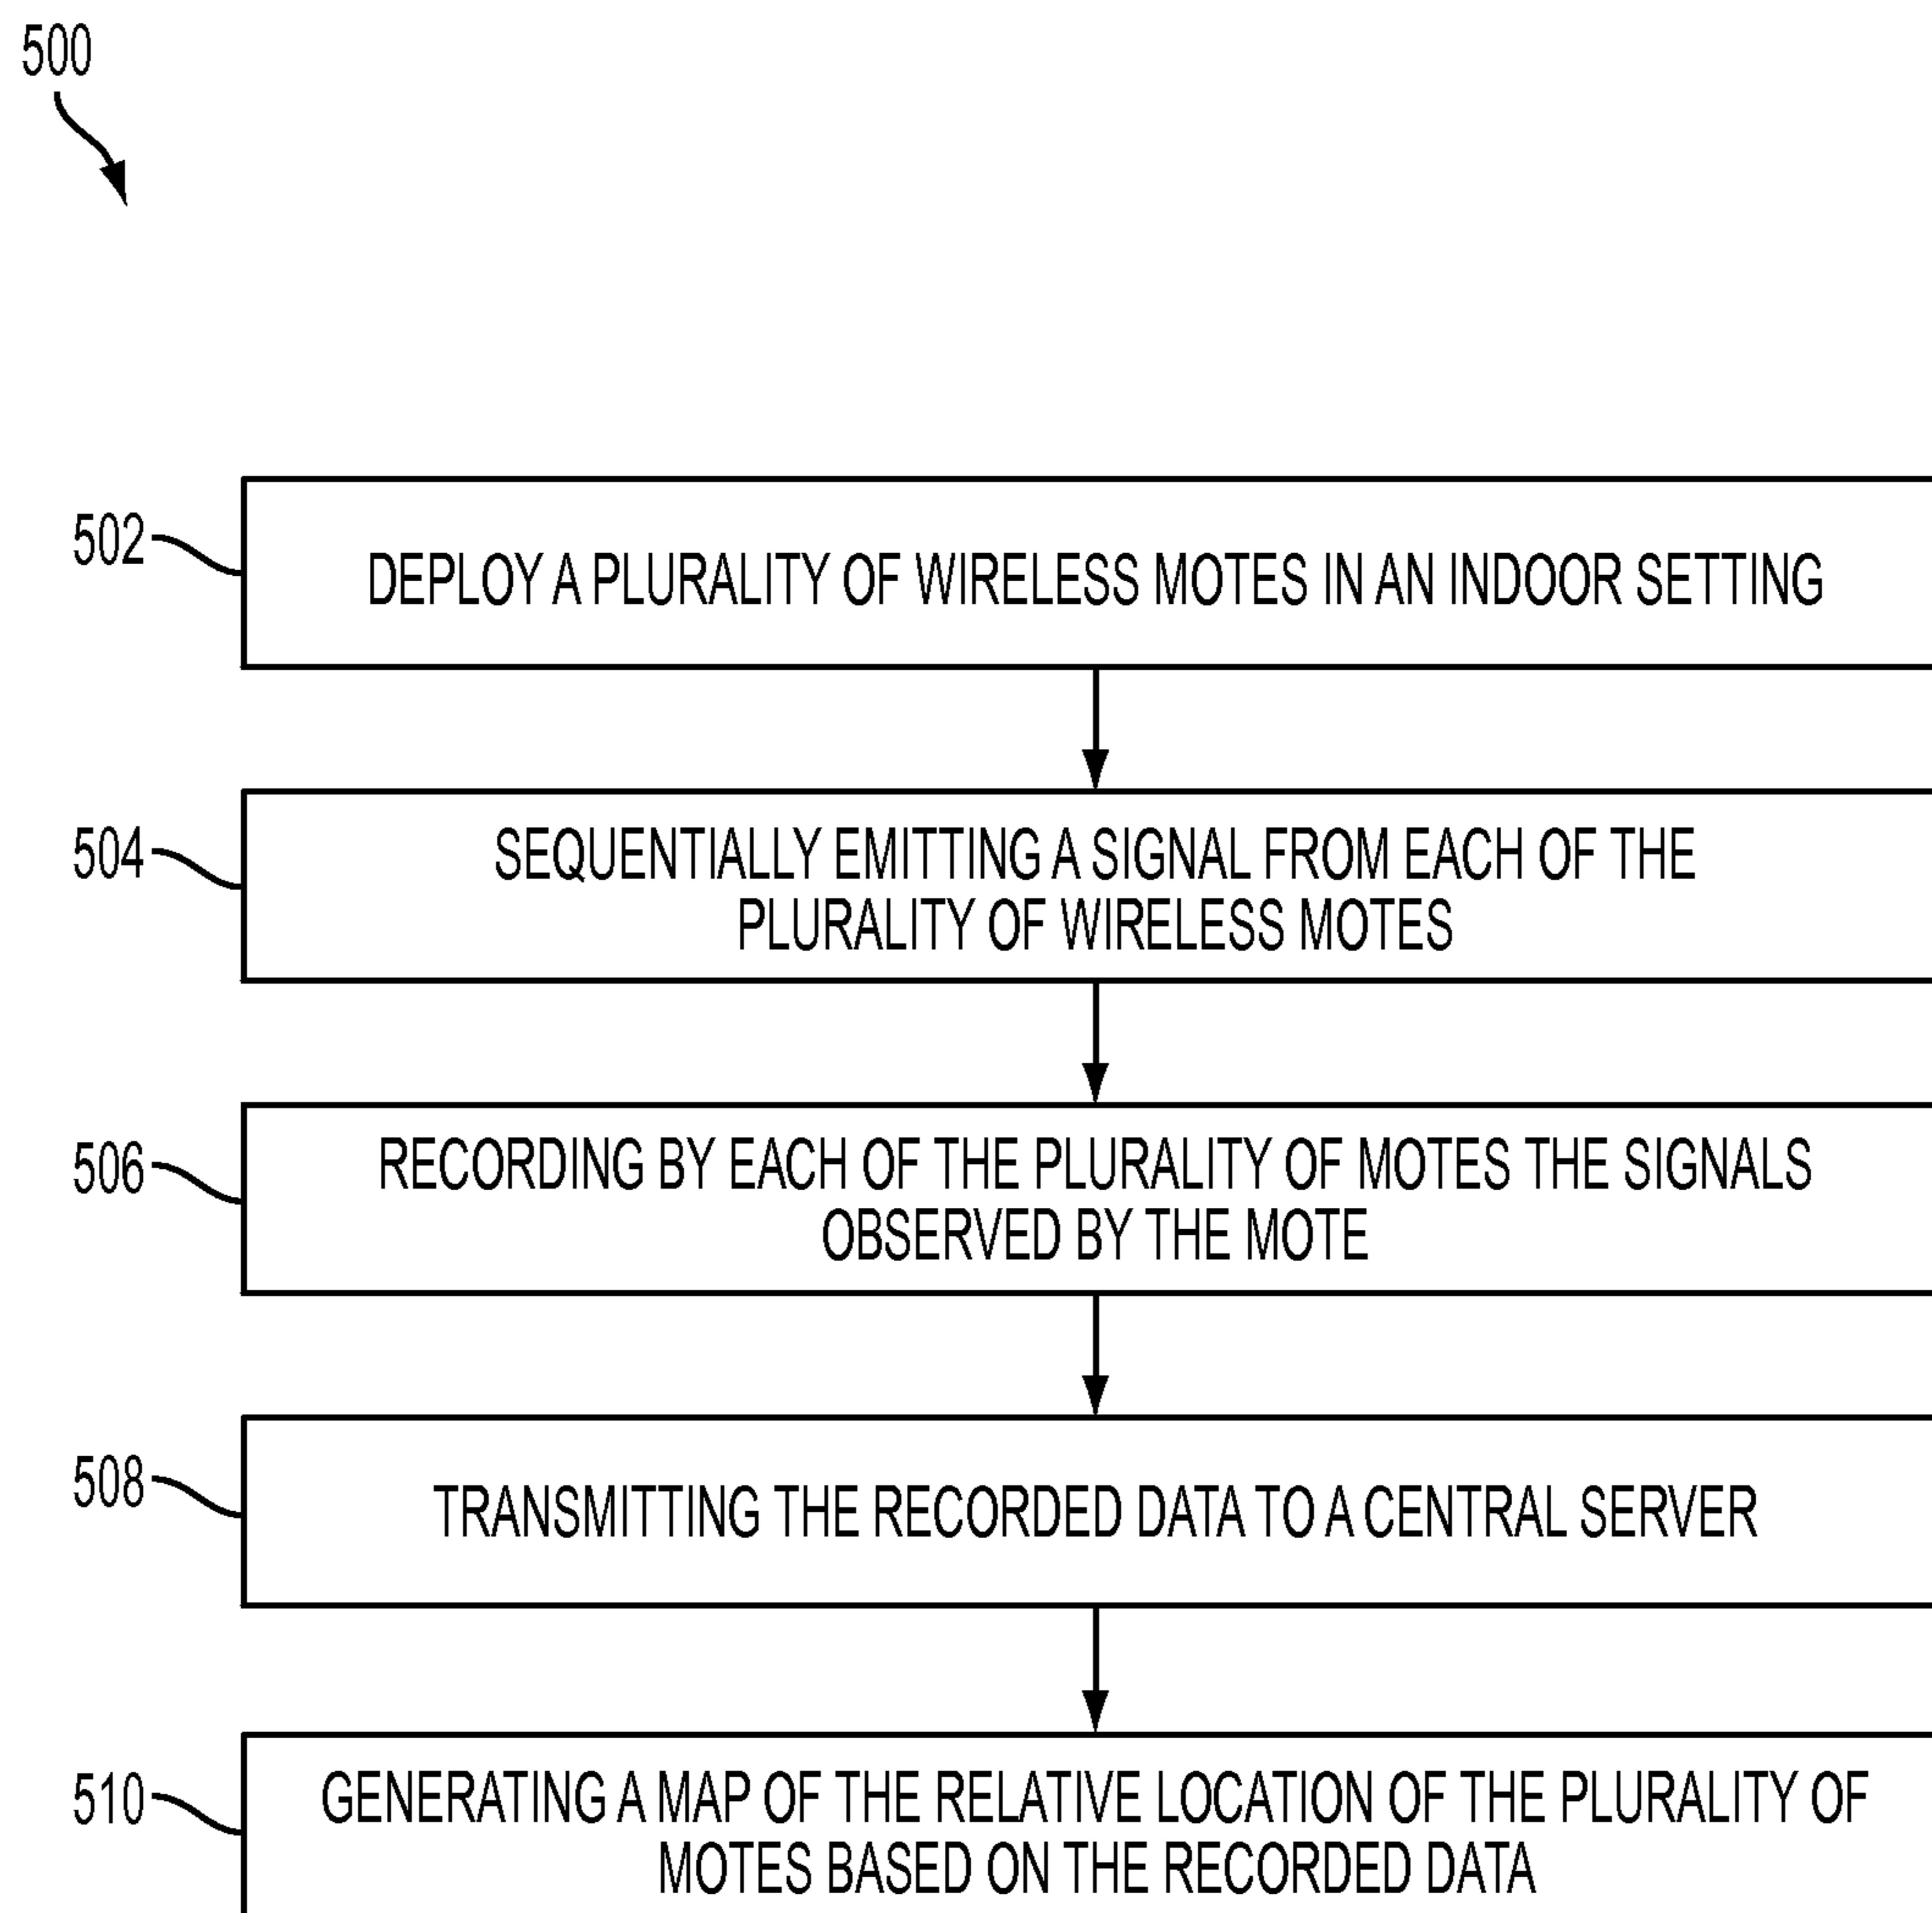 500
502
DEPLOY A PLURALITY OF WIRELESS MOTES IN AN INDOOR SETTING
504
SEQUENTIALLY EMITTING A SIGNAL FROM EACH OF THE
PLURALITY OF WIRELESS MOTES
506
RECORDING BY EACH OF THE PLURALITY OF MOTES THE SIGNALS
OBSERVED BY THE MOTE
508
TRANSMITTING THE RECORDED DATA TO A CENTRAL SERVER
510
GENERATING A MAP OF THE RELATIVE LOCATION OF THE PLURALITY OF
MOTES BASED ON THE RECORDED DATA